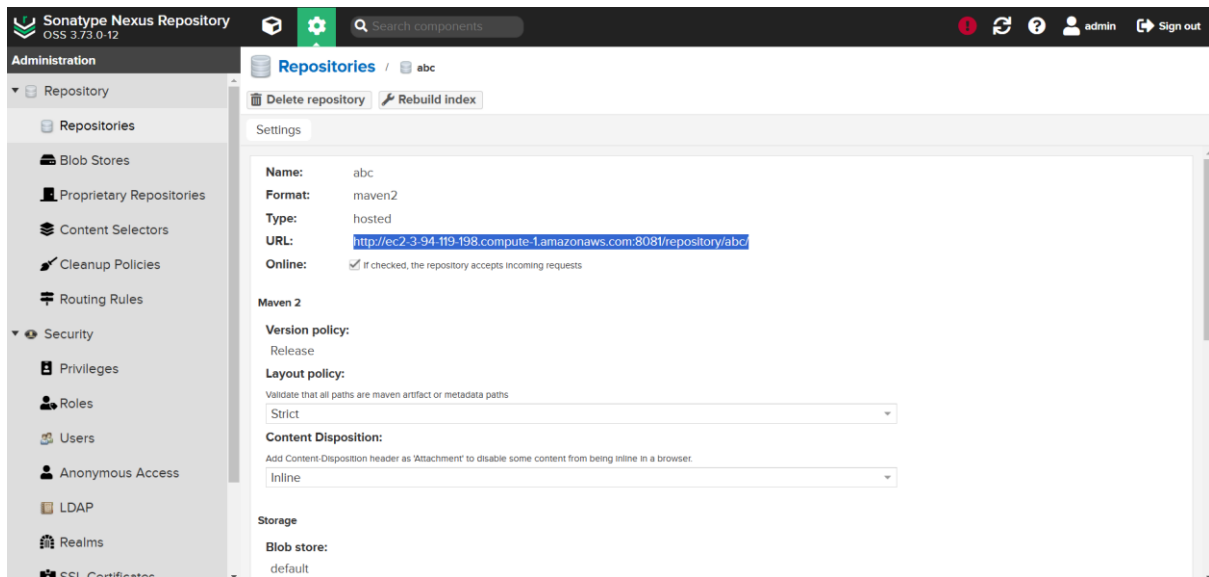 Sonatype Nexus Repository
OSS 3.73.0-12
Search components
admin
Sign out
Administration
Repository
Repositories
Blob Stores
Proprietary Repositories
Content Selectors
Cleanup Policies
Routing Rules
Security
Privileges
Roles
Users
Anonymous Access
LDAP
Realms
SSL Certificates
Repositories / abc
Delete repository
Rebuild index
Settings
Name: abc
Format: maven2
Type: hosted
URL: http://ec2-3-94-119-198.compute-1.amazonaws.com:8081/repository/abc/
Online: If checked, the repository accepts incoming requests
Maven 2
Version policy:
Release
Layout policy:
Validate that all paths are maven artifact or metadata paths
Strict
Content Disposition:
Add Content-Disposition header as 'Attachment' to disable some content from being inline in a browser.
Inline
Storage
Blob store:
default